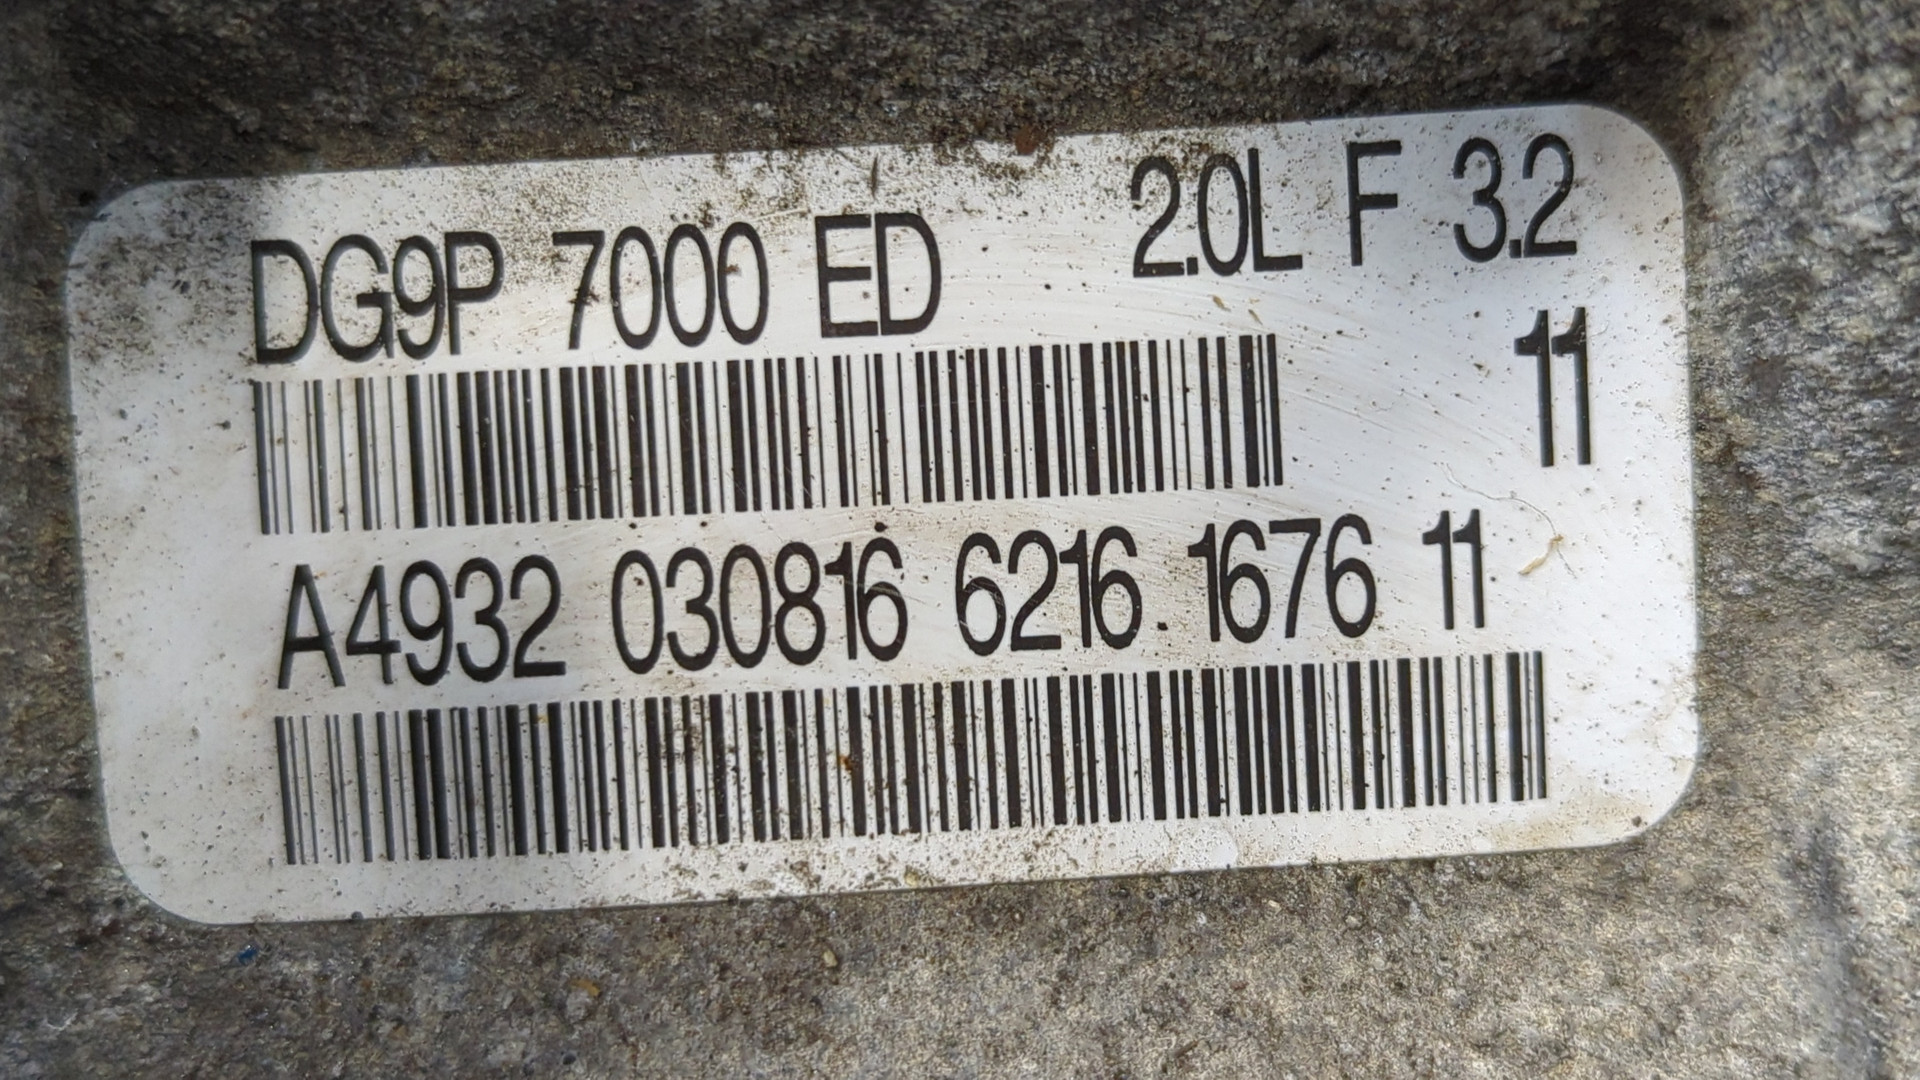 DG9P 7000 ED 2.0L F 3.2
11
A4932 030816 6216 1676 11